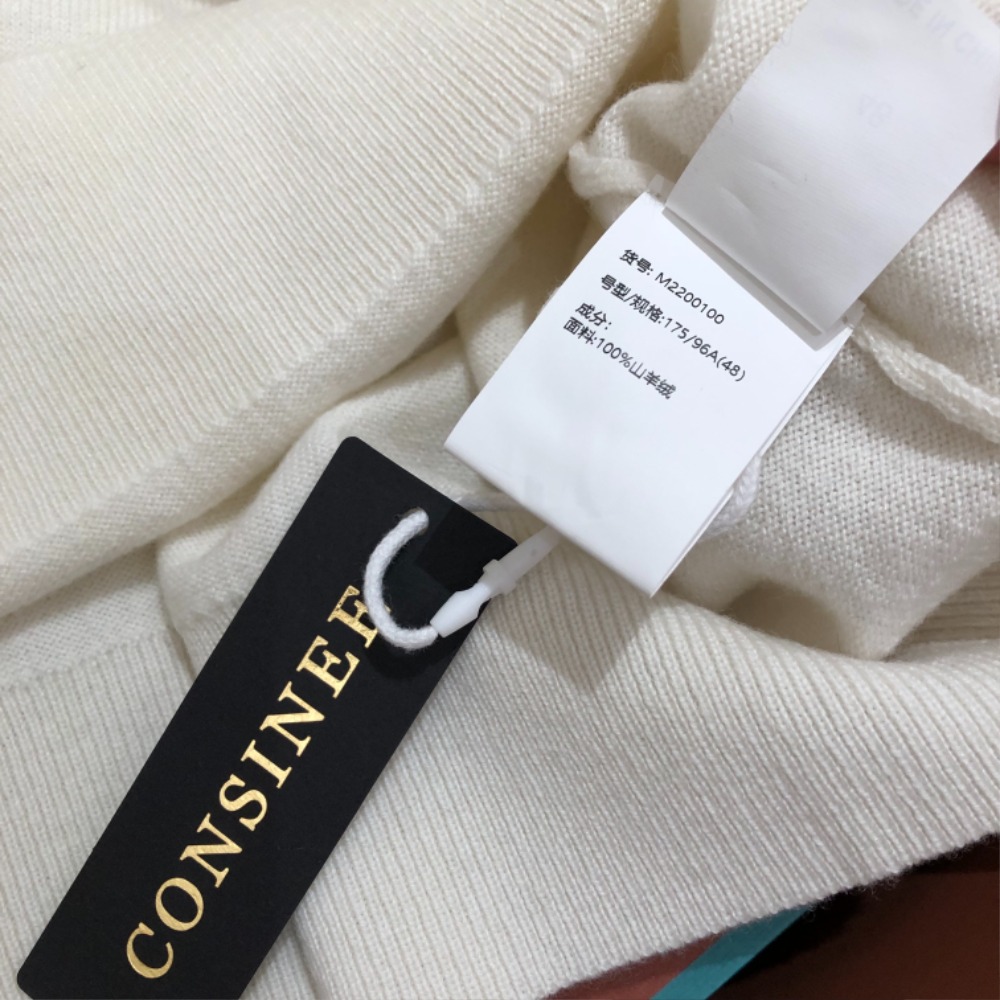 货号: M2200100
号型/规格:175/96A(48)
成分:
面料:100%山羊绒
CONSINEE